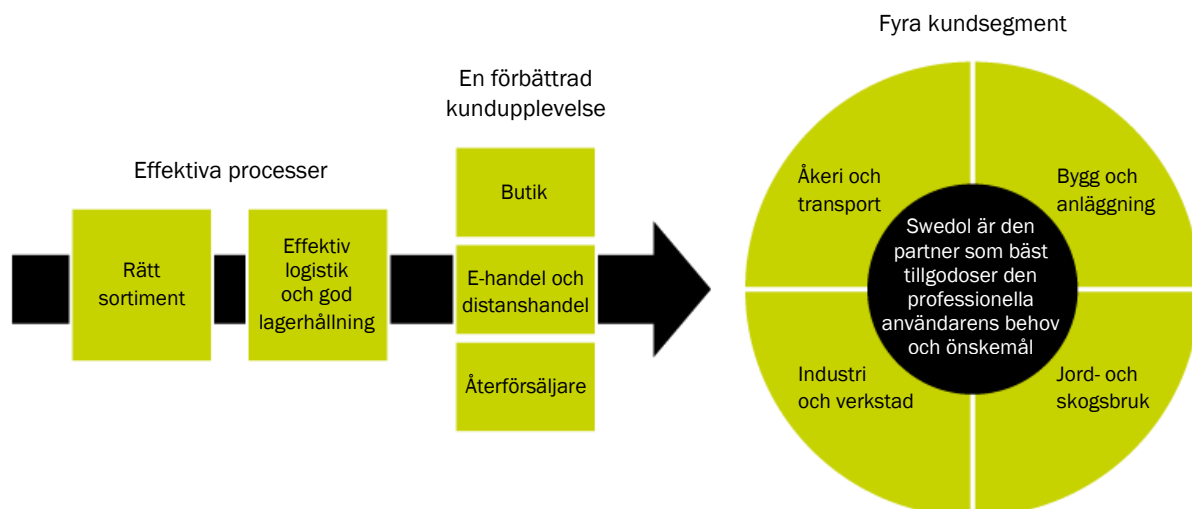 Effektiva processer
Rätt
sortiment
Effektiv
logistik
och god
lagerhållning
En förbättrad
kundupplevelse
Butik
E-handel och
distanshandel
Återförsäljare
Fyra kundsegment
Åkeri och
transport
Bygg och
anläggning
Swedol är den
partner som bäst
tillgodoser den
professionella
användarens behov
och önskemål
Industri
och verkstad
Jord- och
skogsbruk